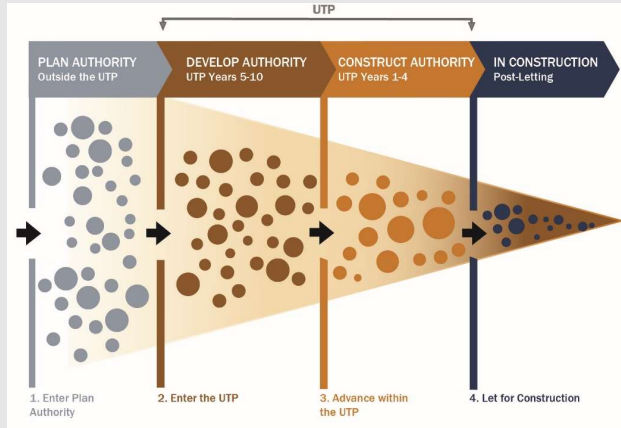 UTP
PLAN AUTHORITY
Outside the UTP
DEVELOP AUTHORITY
UTP Years 5-10
CONSTRUCT AUTHORITY
UTP Years 1-4
IN CONSTRUCTION
Post-Letting
1. Enter Plan
Authority
2. Enter the UTP
3. Advance within
the UTP
4. Let for Construction